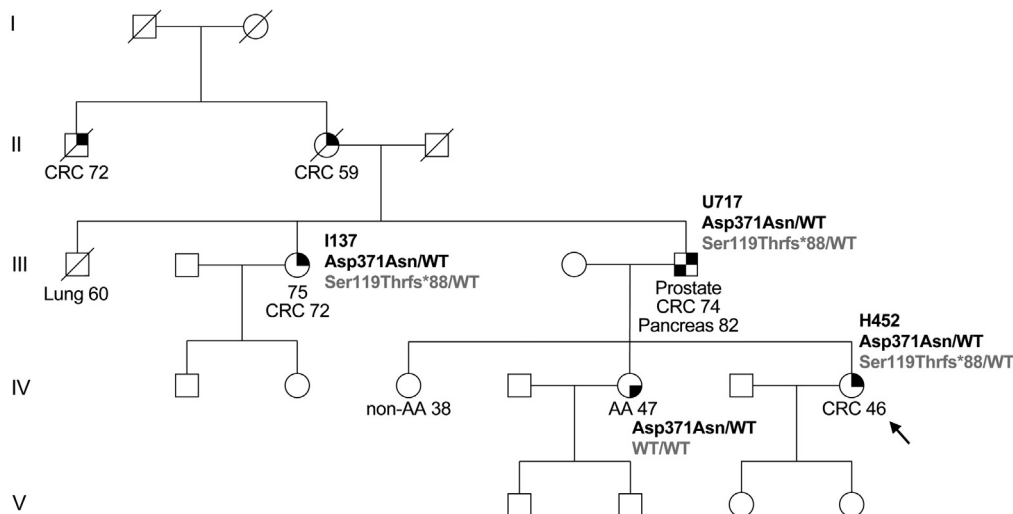 I
II
CRC 72
CRC 59
U717
Asp371Asn/WT
Ser119Thrfs*88/WT
I137
Asp371Asn/WT
Ser119Thrfs*88/WT
III
Lung 60
75
CRC 72
Prostate
CRC 74
Pancreas 82
H452
Asp371Asn/WT
Ser119Thrfs*88/WT
IV
non-AA 38
AA 47
CRC 46
Asp371Asn/WT
WT/WT
V